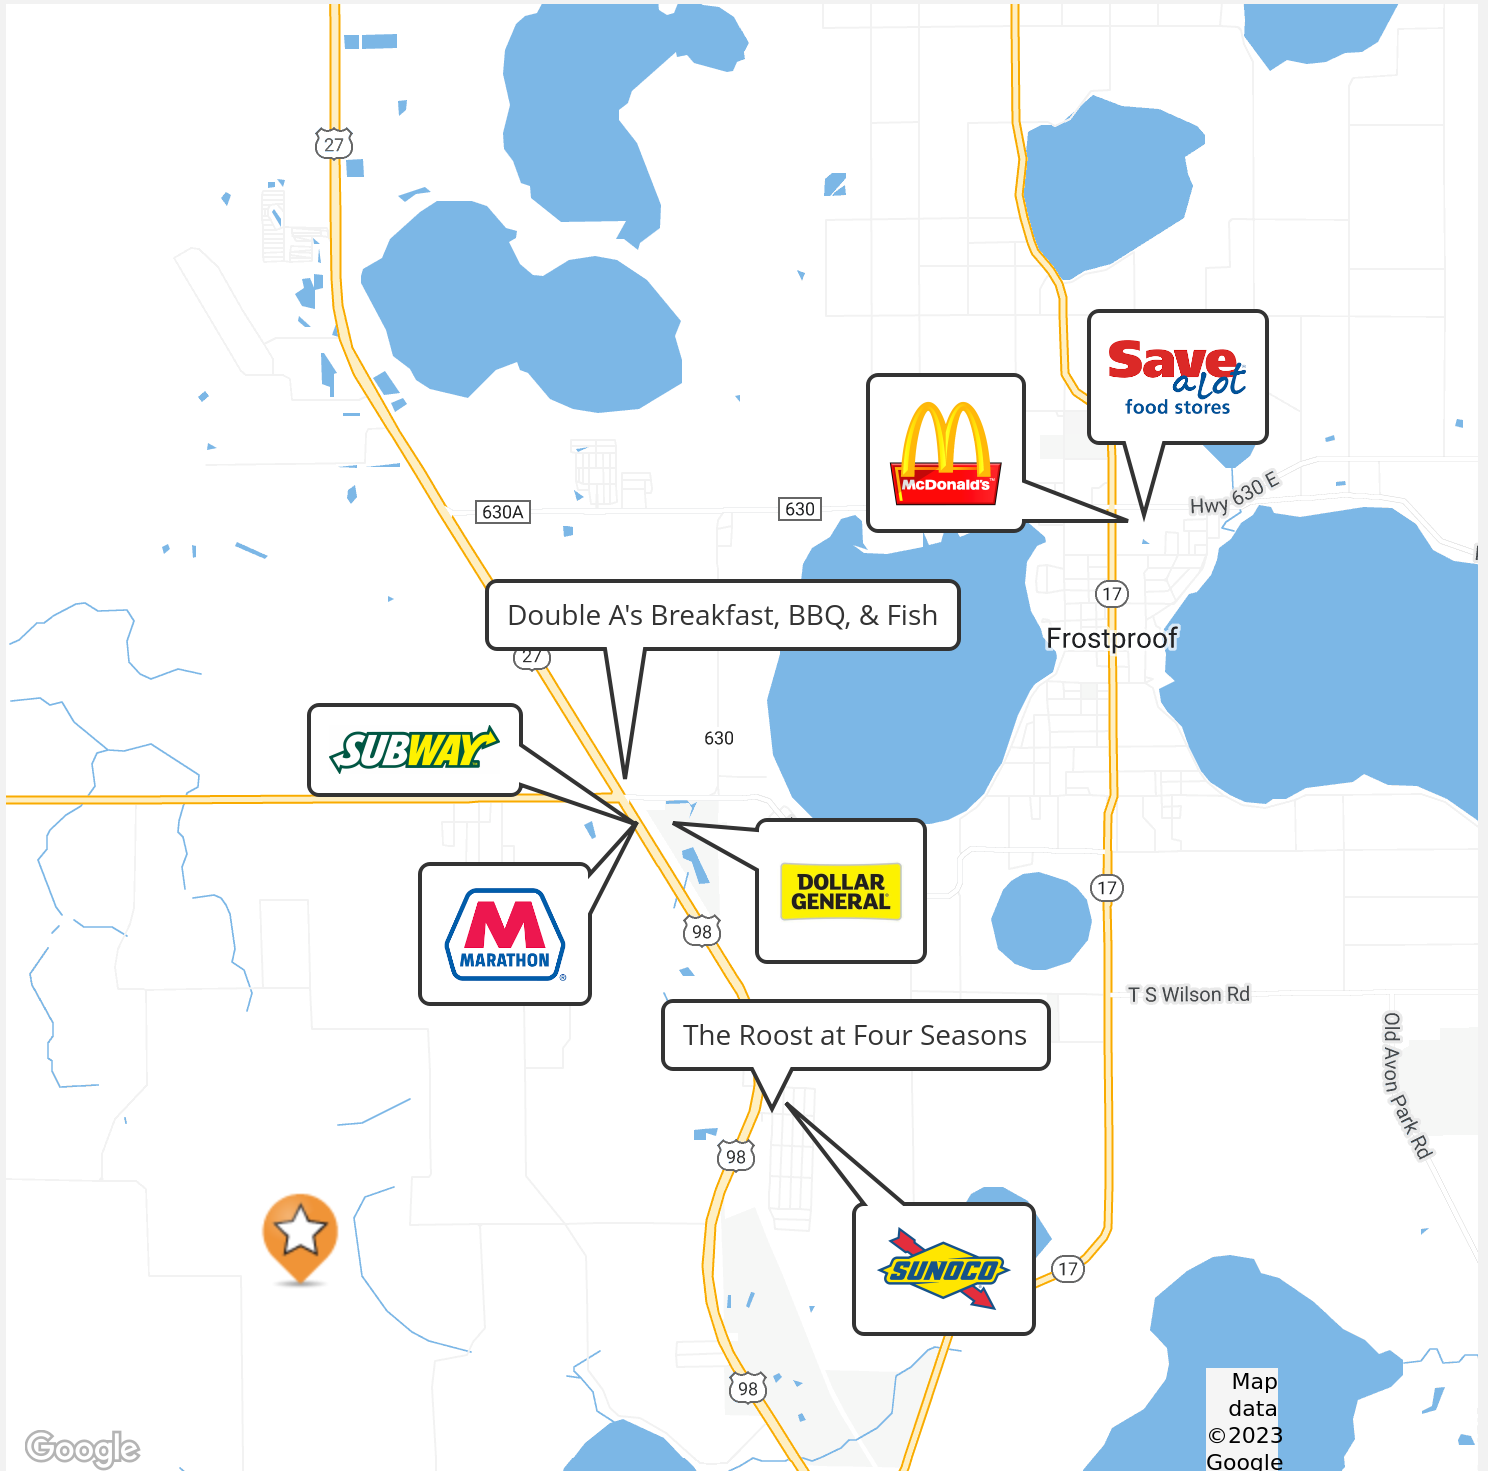 27
Save
a Lot
food stores
McDonald's
Hwy 630 E
630A
630
17
Double A's Breakfast, BBQ, & Fish
Frostproof
27
SUBWAY
630
DOLLAR
GENERAL
17
M
MARATHON
®
98
T S Wilson Rd
The Roost at Four Seasons
Old Avon Park Rd
98
SUNOCO
17
98
Map
data
©2023
Google
Google